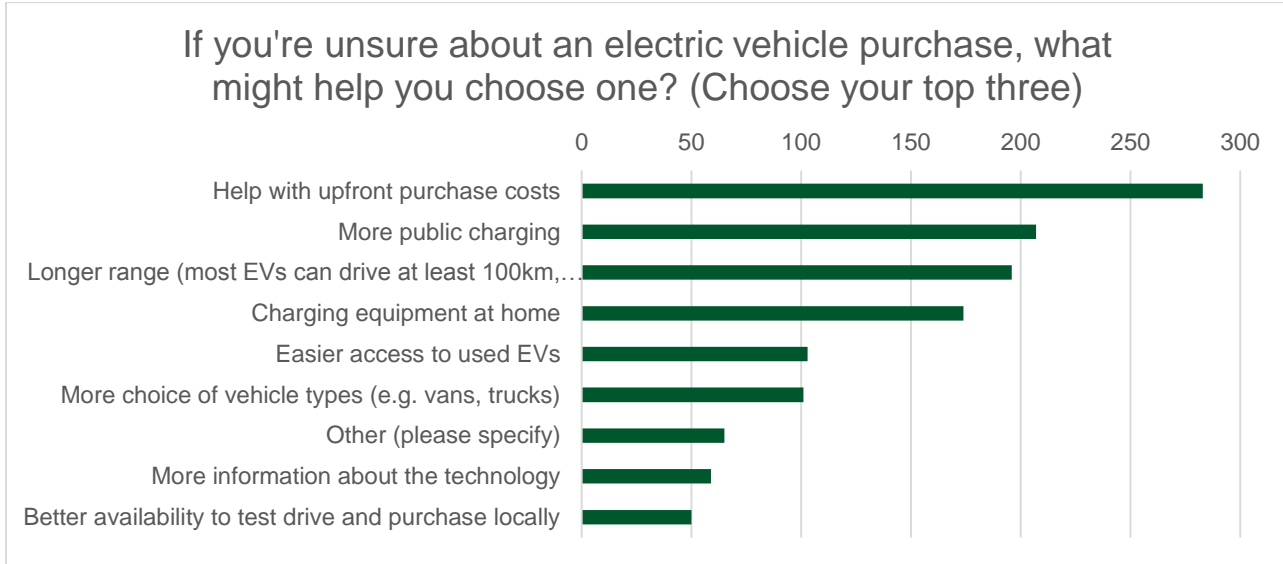 If you're unsure about an electric vehicle purchase, what
might help you choose one? (Choose your top three)
0 50 100 150 200 250 300
Help with upfront purchase costs
More public charging
Longer range (most EVs can drive at least 100km,…
Charging equipment at home
Easier access to used EVs
More choice of vehicle types (e.g. vans, trucks)
Other (please specify)
More information about the technology
Better availability to test drive and purchase locally